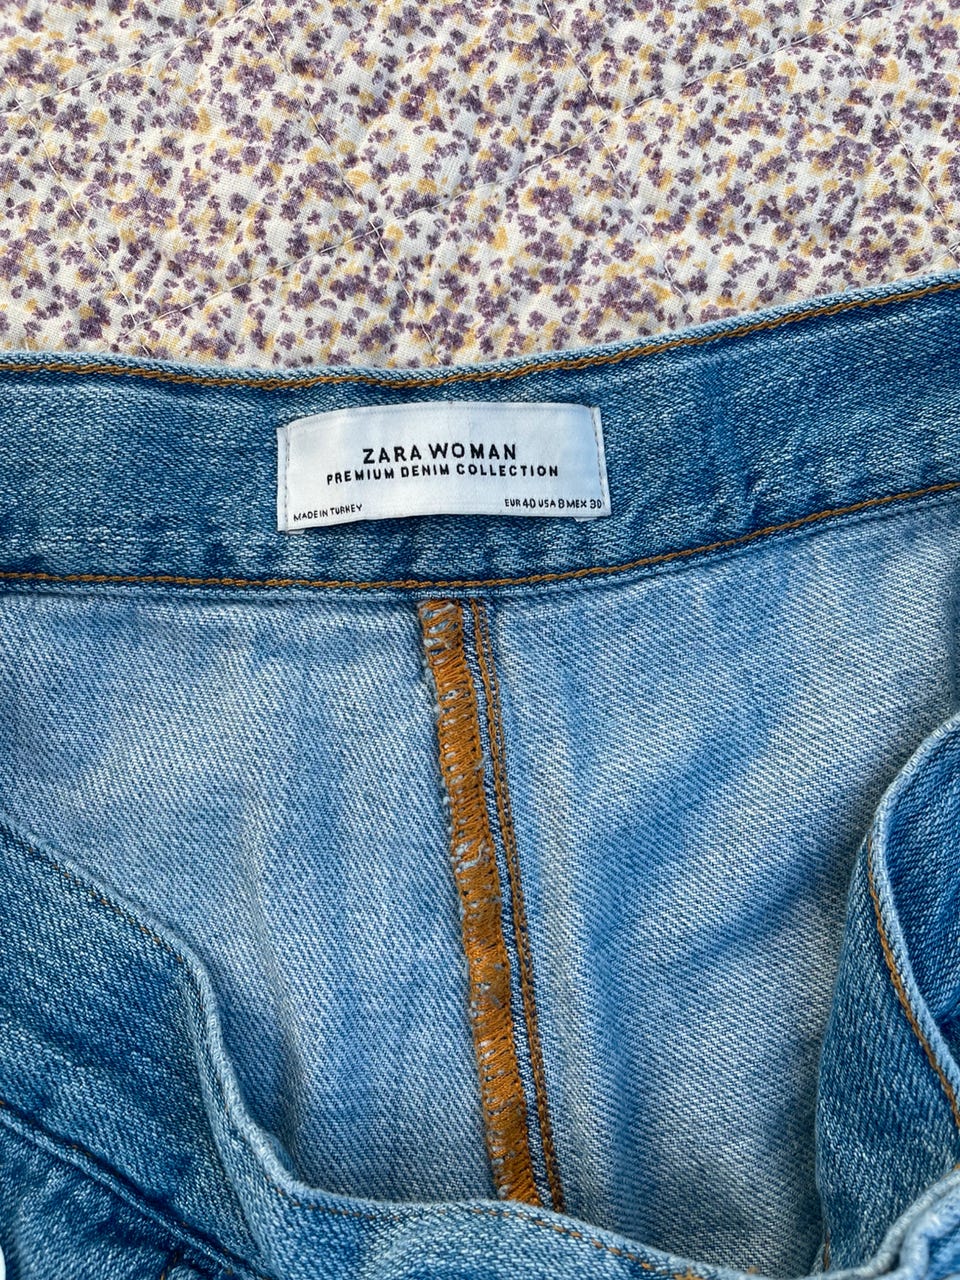 ZARA WOMAN
PREMIUM DENIM COLLECTION
MADE IN TURKEY
EUR 40 USA 8 MEX 30